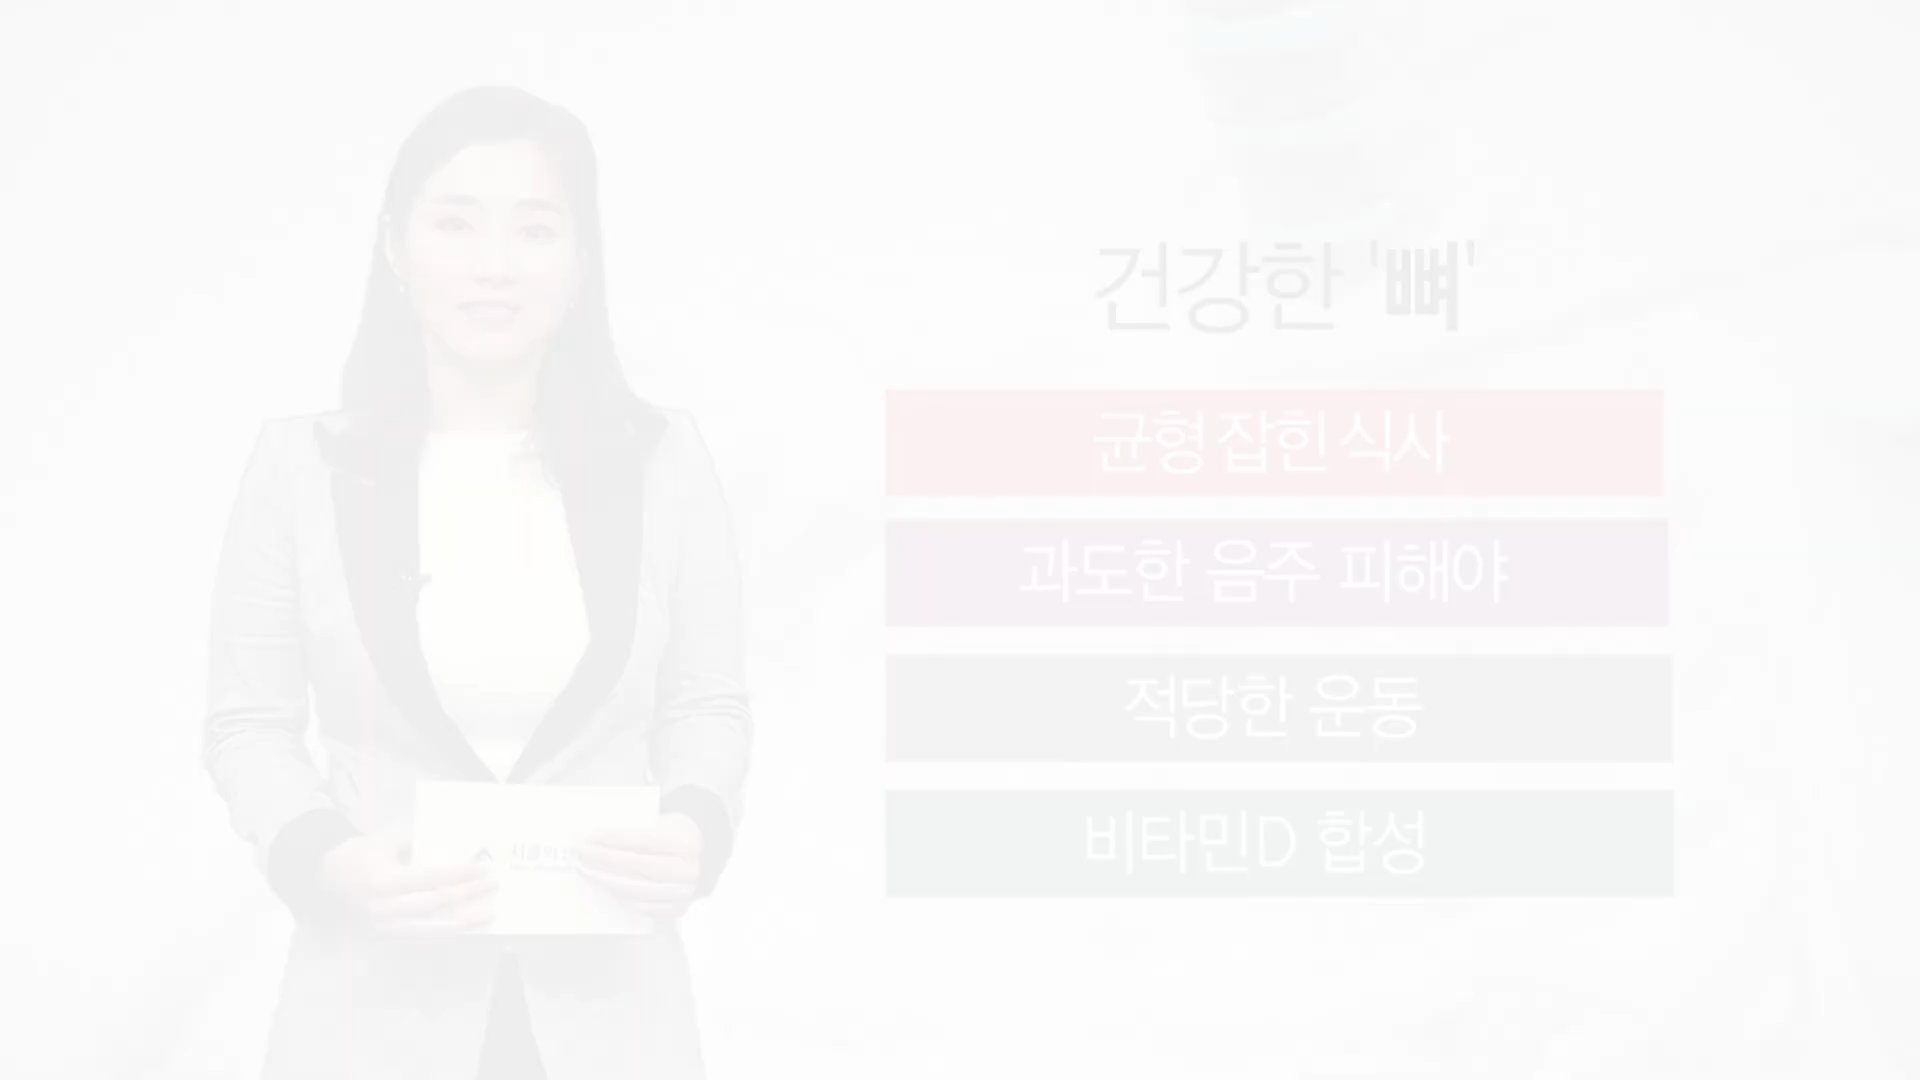 건강한 '뼈'
균형 잡힌 식사
과도한 음주 피해야
적당한 운동
비타민D 합성